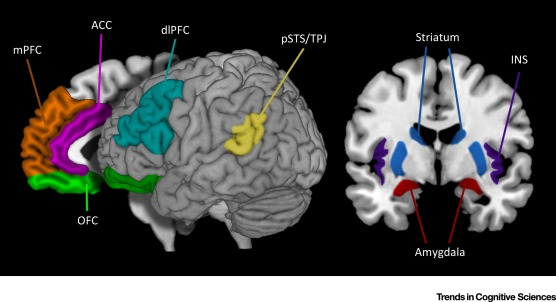 ACC
dlPFC
mPFC
pSTS/TPJ
Striatum
INS
OFC
Amygdala
Trends in Cognitive Sciences